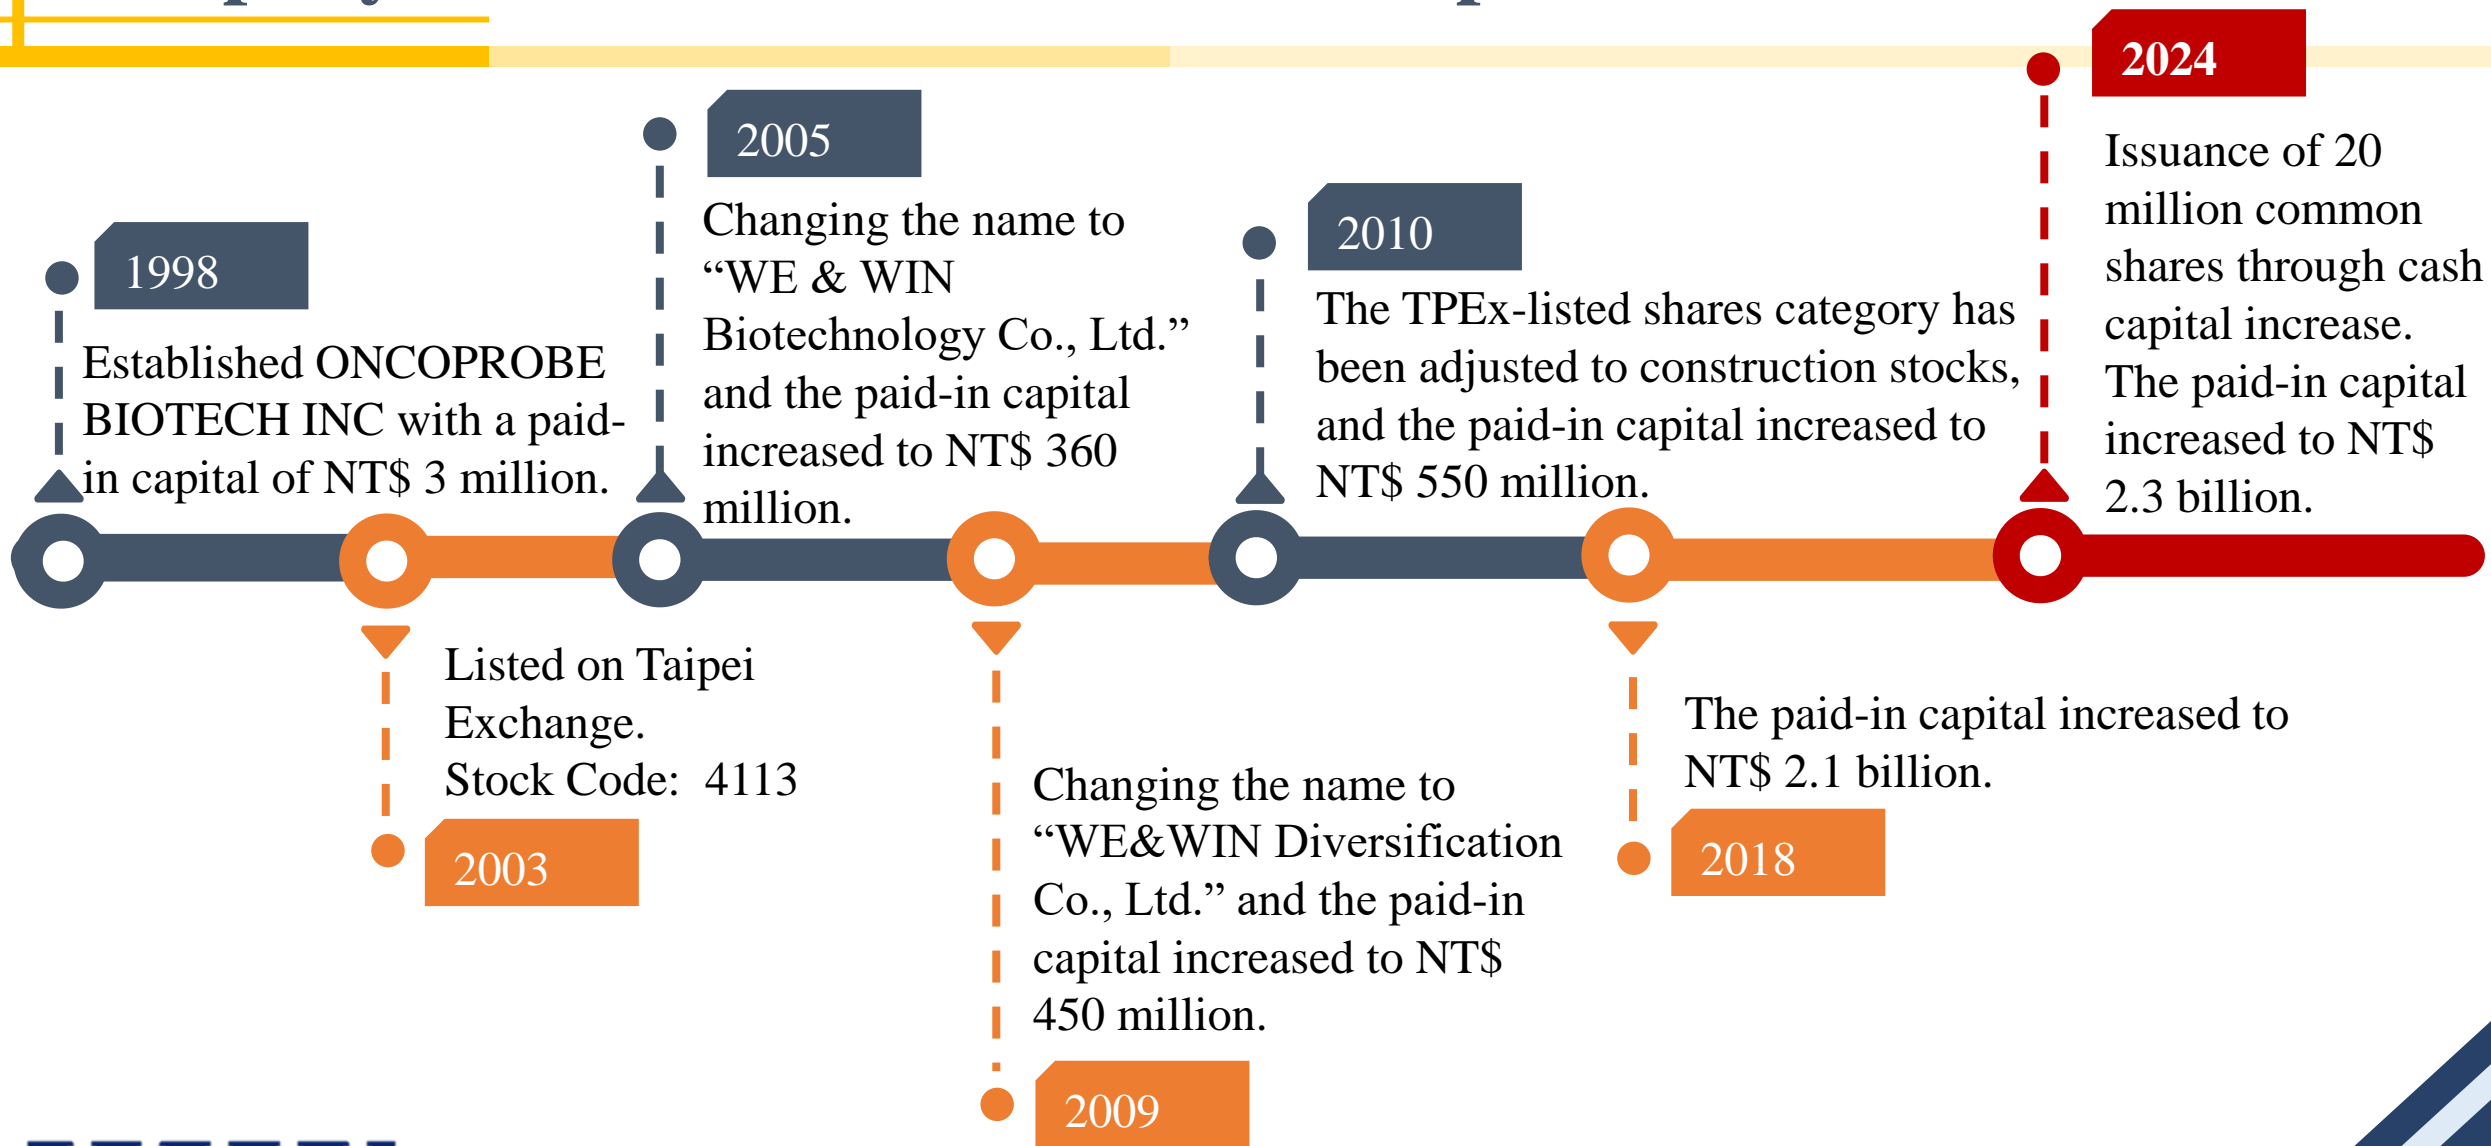 1998
Established ONCOPROBE
BIOTECH INC with a paid-
in capital of NT$ 3 million.
Listed on Taipei
Exchange.
Stock Code:  4113
2003
2005
Changing the name to
“WE & WIN
Biotechnology Co., Ltd.”
and the paid-in capital
increased to NT$ 360
million.
Changing the name to
“WE&WIN Diversification
Co., Ltd.” and the paid-in
capital increased to NT$
450 million.
2009
2010
The TPEx-listed shares category has
been adjusted to construction stocks,
and the paid-in capital increased to
NT$ 550 million.
The paid-in capital increased to
NT$ 2.1 billion.
2018
2024
Issuance of 20
million common
shares through cash
capital increase.
The paid-in capital
increased to NT$
2.3 billion.